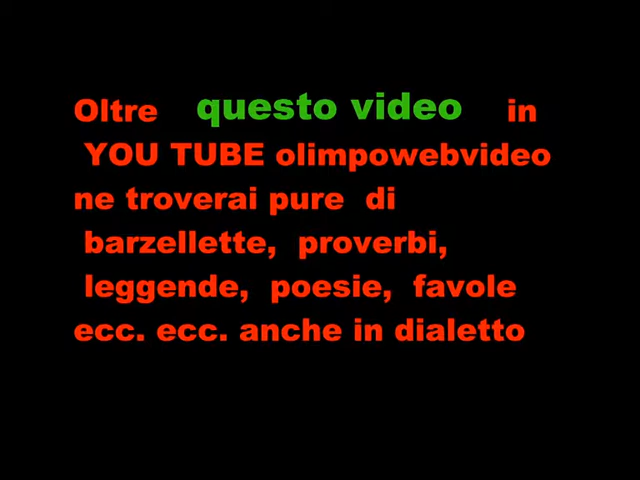 Oltre questo video in
YOU TUBE olimpowebvideo
ne troverai pure di
barzellette, proverbi,
leggende, poesie, favole
ecc. ecc. anche in dialetto